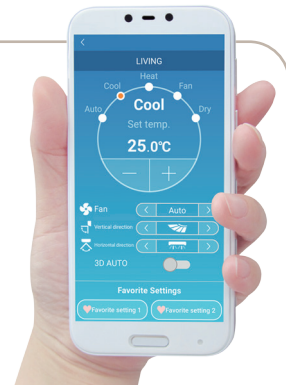 LIVING
Heat
Cool
Fan
Auto
Cool
Dry
Set temp.
25.0℃
Fan
Auto
Vertical direction
Horizontal direction
3D AUTO
Favorite Settings
Favorite setting 1
Favorite setting 2